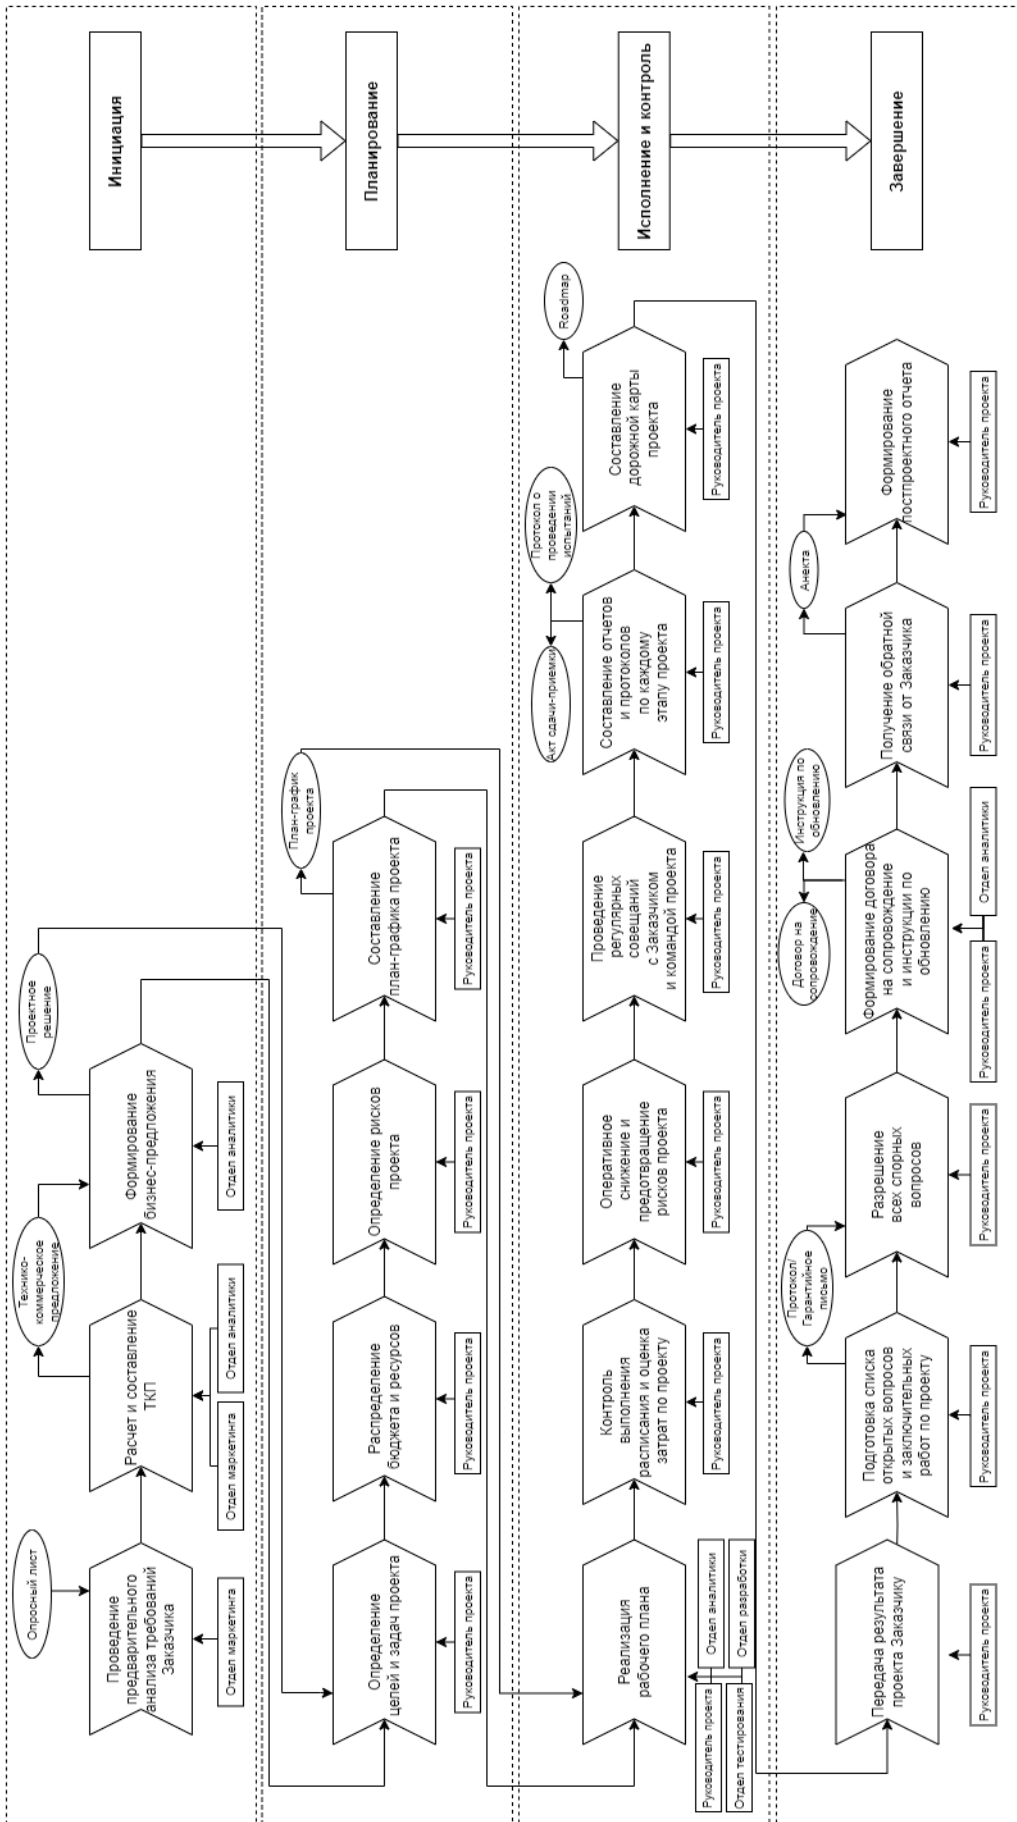 Инициация
Опросный лист
Проведение
предварительного
анализа требований
Заказчика
Отдел маркетинга
Технико-
коммерческое
предложение
Расчет и составление
ТКП
Отдел маркетинга
Отдел аналитики
Проектное
решение
Формирование
бизнес-предложения
Отдел аналитики
Планирование
Определение
целей и задач проекта
Руководитель проекта
Распределение
бюджета и ресурсов
Руководитель проекта
Определение рисков
проекта
Руководитель проекта
План-график
проекта
Составление
план-графика проекта
Руководитель проекта
Исполнение и контроль
Реализация
рабочего плана
Руководитель проекта
Отдел аналитики
Отдел тестирования
Отдел разработки
Контроль
выполнения
расписания и оценка
затрат по проекту
Руководитель проекта
Оперативное
снижение и
предотвращение
рисков проекта
Руководитель проекта
Проведение
регулярных
совещаний
с Заказчиком
и командой проекта
Руководитель проекта
Акт сдачи-приемки
Протокол о
проведении
испытаний
Составление отчетов
и протоколов
по каждому
этапу проекта
Руководитель проекта
Roadmap
Составление
дорожной карты
проекта
Руководитель проекта
Завершение
Передача результата
проекта Заказчику
Руководитель проекта
Протокол/
Гарантийное
письмо
Подготовка списка
открытых вопросов
и заключительных
работ по проекту
Руководитель проекта
Разрешение
всех спорных
вопросов
Руководитель проекта
Договор на
сопровождение
Инструкция по
обновлению
Формирование договора
на сопровождение
и инструкции по
обновлению
Руководитель проекта
Отдел аналитики
Анекта
Получение обратной
связи от Заказчика
Руководитель проекта
Формирование
постпроектного отчета
Руководитель проекта